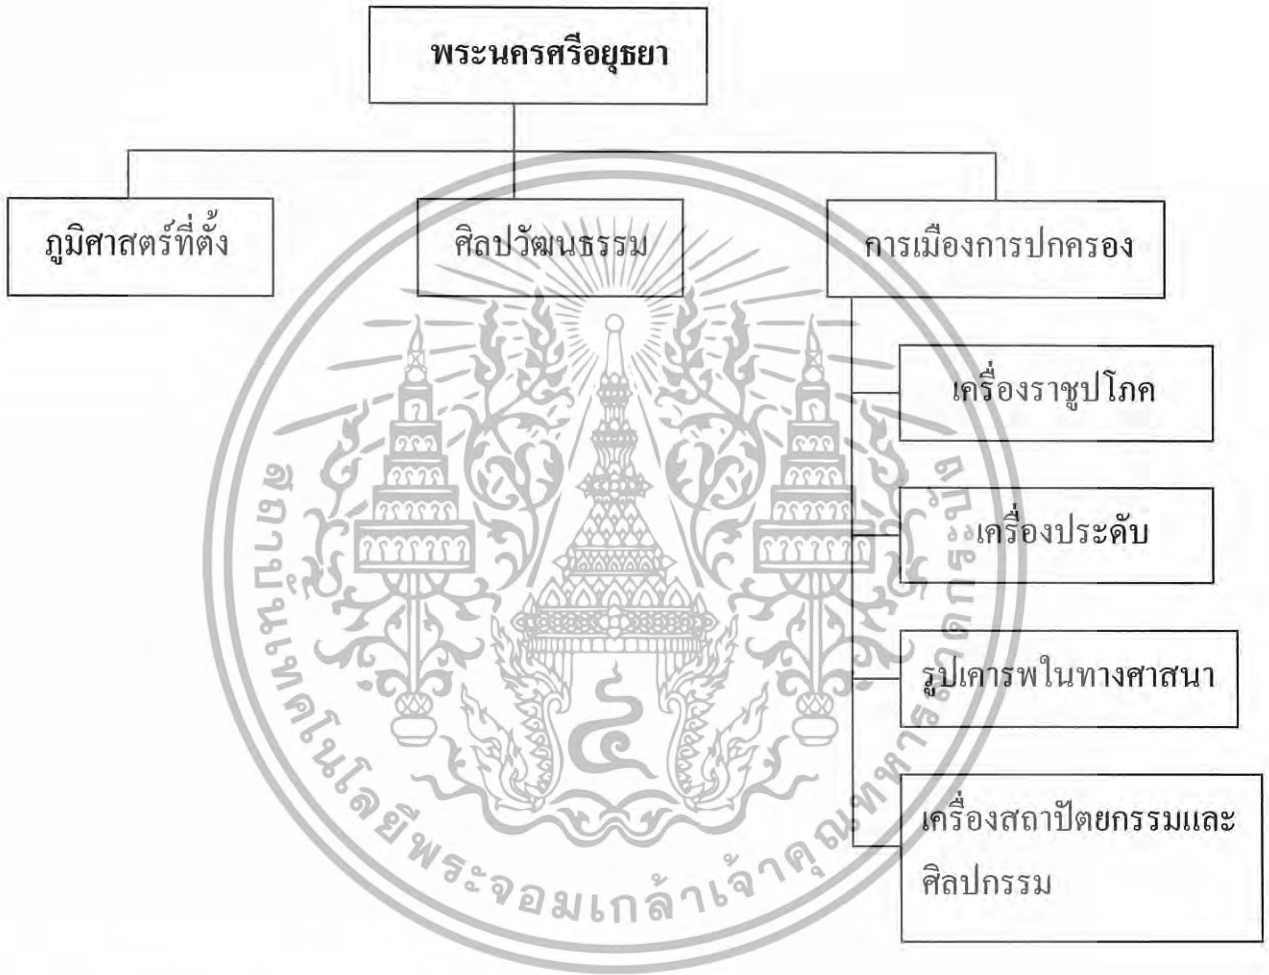 พระนครศรีอยุธยา
ภูมิศาสตร์ที่ตั้ง
ศิลปวัฒนธรรม
การเมืองการปกครอง
เครื่องราชูปโภค
เครื่องประดับ
รูปเคารพในทางศาสนา
เครื่องสถาปัตยกรรมและ
ศิลปกรรม
สถาบันเทคโนโลยีพระจอมเกล้าเจ้าคุณทหารลาดกระบัง